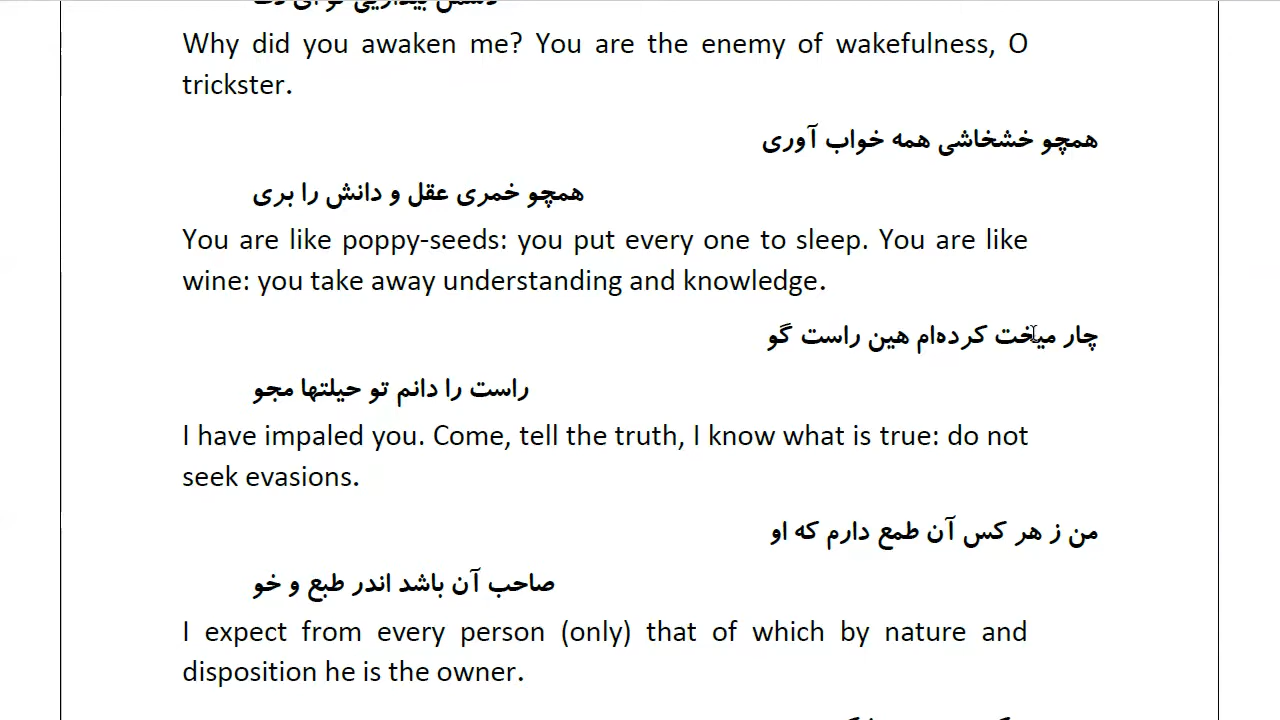 دشمن بیداریی تو ای دغا
Why did you awaken me? You are the enemy of wakefulness, O
trickster.
همچو خشخاشی همه خواب آوری
همچو خمری عقل و دانش را بری
You are like poppy-seeds: you put every one to sleep. You are like
wine: you take away understanding and knowledge.
چار میخت کرده‌ام هین راست گو
راست را دانم تو حیلتها مجو
I have impaled you. Come, tell the truth, I know what is true: do not
seek evasions.
من ز هر کس آن طمع دارم که او
صاحب آن باشد اندر طبع و خو
I expect from every person (only) that of which by nature and
disposition he is the owner.